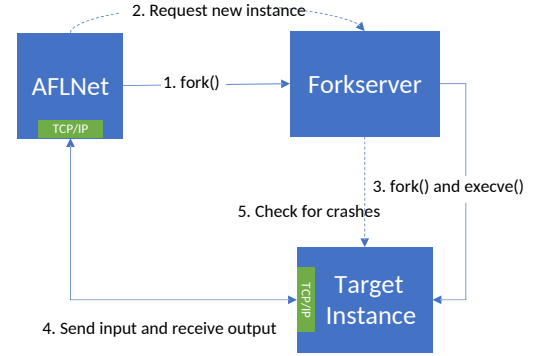 2. Request new instance
AFLNet
1. fork()
Forkserver
TCP/IP
3. fork() and execve()
5. Check for crashes
TCP/IP
Target
Instance
4. Send input and receive output